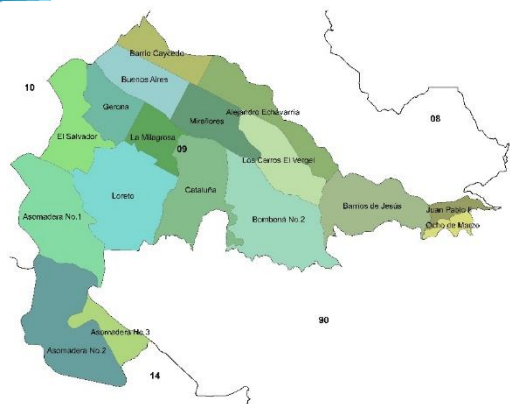 Barrio Caycedo
Buenos Aires
10
Gerona
Alejandro Echavarría
Miraflores
08
El Salvador
La Milagrosa
09
Los Cerros El Vergel
Loreto
Cataluña
Barrios de Jesús
Juan Pablo II
Asomadera No.1
Bomboná No.2
Ocho de Marzo
90
Asomadera No.3
Asomadera No.2
14